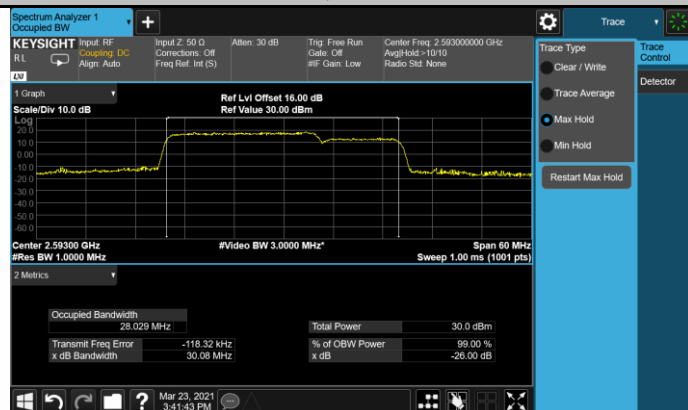 Spectrum Analyzer 1
Occupied BW
+
Trace
KEYSIGHT
Input: RF
Input Z: 50 Ω
Atten: 30 dB
Trig: Free Run
Center Freq: 2.593000000 GHz
RL
Coupling: DC
Corrections: Off
Gate: Off
Avg|Hold:>10/10
Align: Auto
Freq Ref: Int (S)
#IF Gain: Low
Radio Std: None
LXI
Trace Type
Clear / Write
Trace Average
Max Hold
Min Hold
Restart Max Hold
Trace
Control
Detector
1 Graph
Scale/Div 10.0 dB
Ref Lvl Offset 16.00 dB
Ref Value 30.00 dBm
Log
20.0
10.0
0.00
-10.0
-20.0
-30.0
-40.0
-50.0
-60.0
Center 2.59300 GHz
#Video BW 3.0000 MHz*
Span 60 MHz
#Res BW 1.0000 MHz
Sweep 1.00 ms (1001 pts)
2 Metrics
Occupied Bandwidth
28.029 MHz
Total Power
30.0 dBm
Transmit Freq Error
-118.32 kHz
% of OBW Power
99.00 %
x dB Bandwidth
30.08 MHz
x dB
-26.00 dB
?
Mar 23, 2021
3:41:43 PM